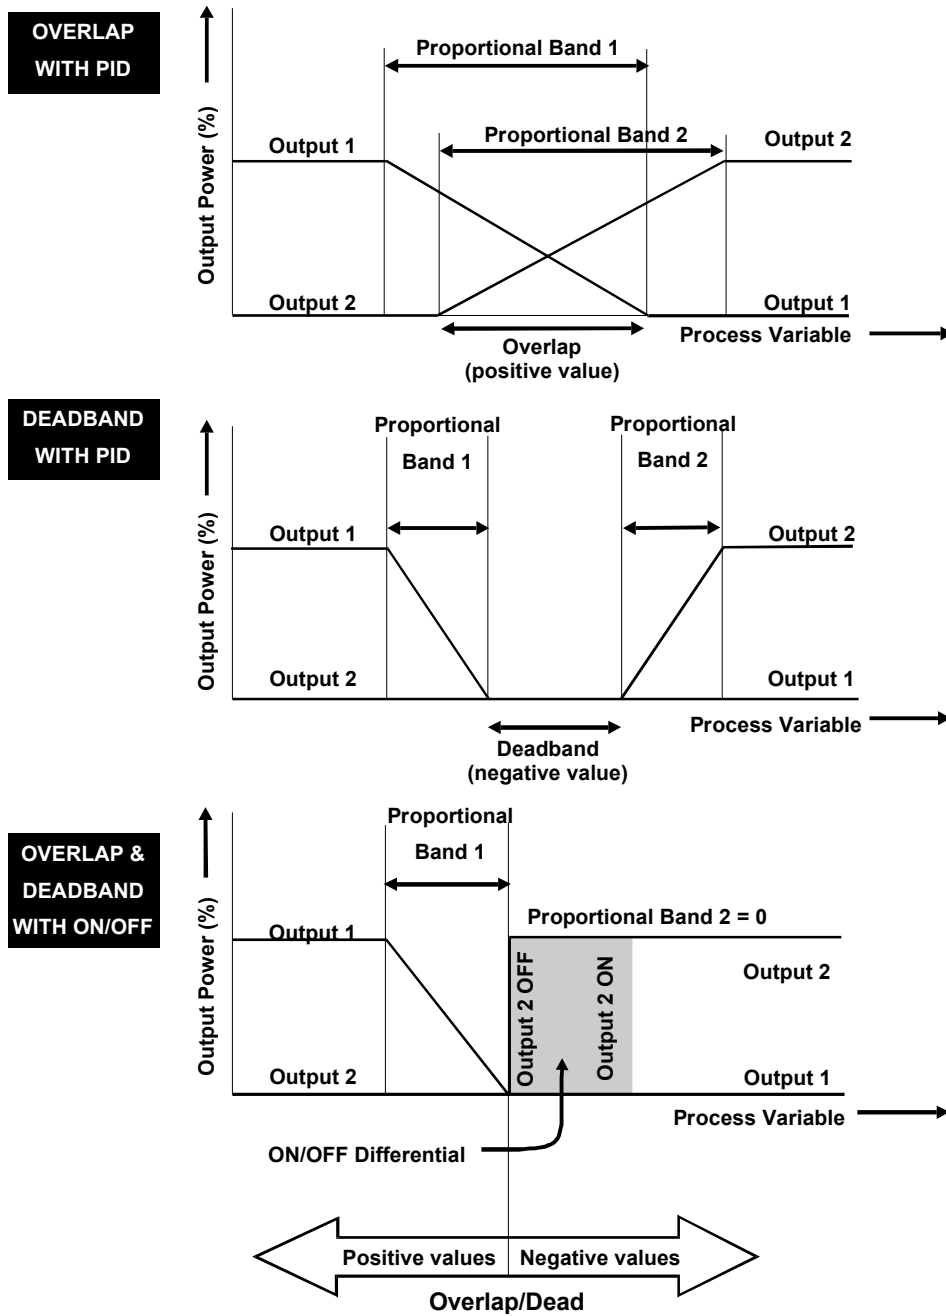 OVERLAP
WITH PID
Output Power (%)
Proportional Band 1
Output 1
Proportional Band 2
Output 2
Output 2
Output 1
Process Variable
Overlap
(positive value)
DEADBAND
WITH PID
Output Power (%)
Proportional
Band 1
Proportional
Band 2
Output 1
Output 2
Output 2
Output 1
Process Variable
Deadband
(negative value)
OVERLAP &
DEADBAND
WITH ON/OFF
Output Power (%)
Proportional
Band 1
Proportional Band 2 = 0
Output 1
Output 2 OFF
Output 2 ON
Output 2
Output 2
Output 1
Process Variable
ON/OFF Differential
Positive values
Negative values
Overlap/Dead